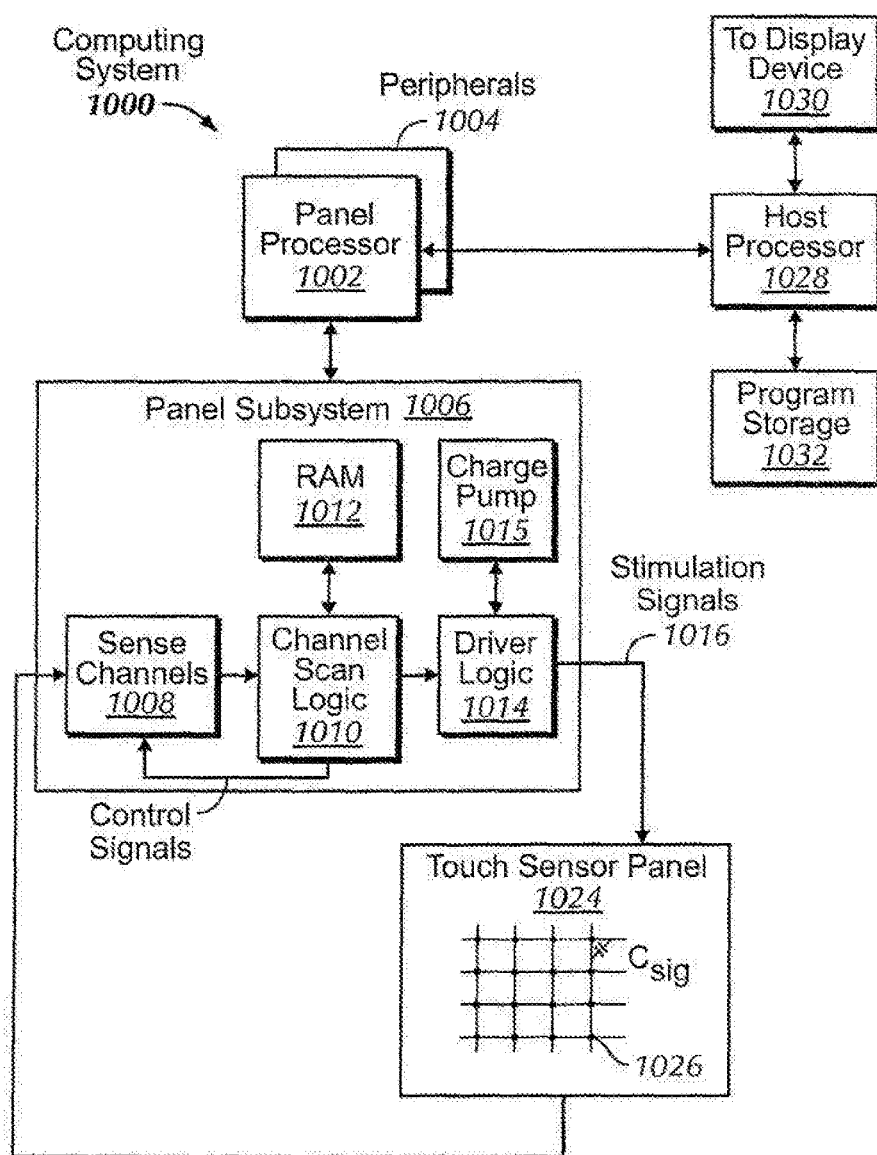 Computing
System
1000
Peripherals
1004
To Display
Device
1030
Panel
Processor
1002
Host
Processor
1028
Program
Storage
1032
Panel Subsystem 1006
RAM
1012
Charge
Pump
1015
Stimulation
Signals
1016
Sense
Channels
1008
Channel
Scan
Logic
1010
Driver
Logic
1014
Control
Signals
Touch Sensor Panel
1024
Csig
1026